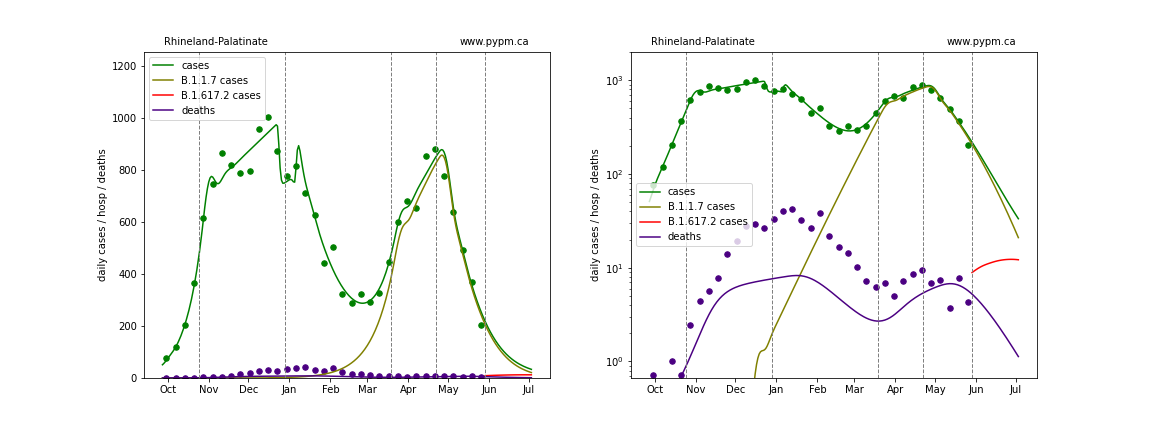 Rhineland-Palatinate www.pypm.ca
daily cases / hosp / deaths
1200
1000
800
600
400
200
0
cases
B.1.1.7 cases
B.1.617.2 cases
deaths
Oct Nov Dec Jan Feb Mar Apr May Jun Jul
Rhineland-Palatinate www.pypm.ca
daily cases / hosp / deaths
10³
10²
10¹
10⁰
cases
B.1.1.7 cases
B.1.617.2 cases
deaths
Oct Nov Dec Jan Feb Mar Apr May Jun Jul